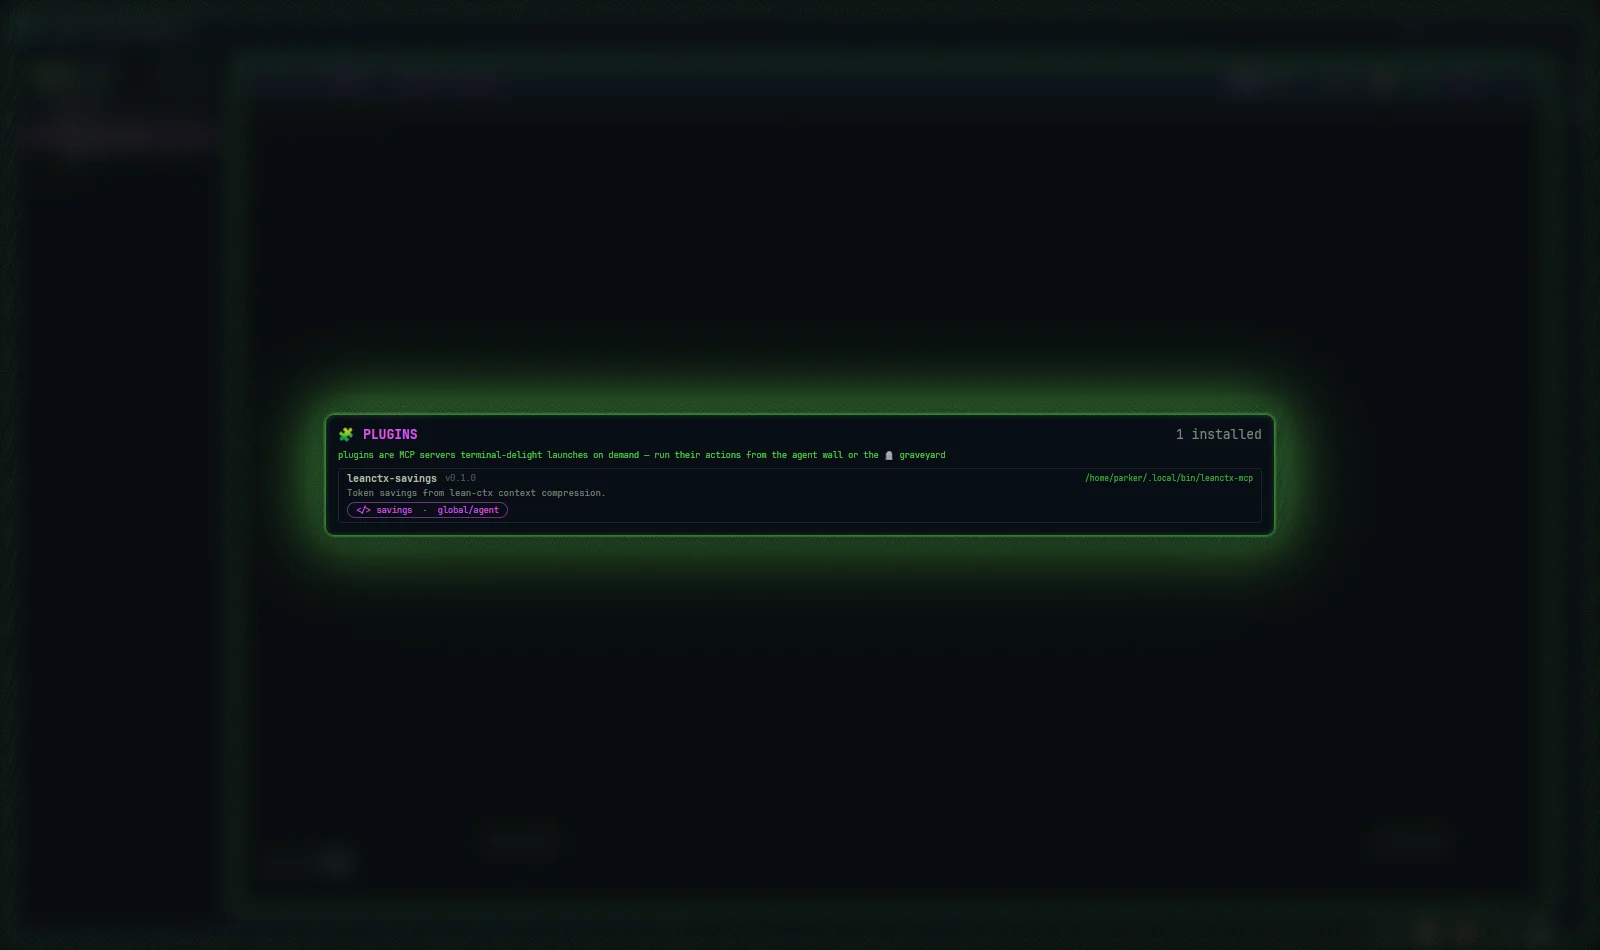 🧩 PLUGINS
1 installed
plugins are MCP servers terminal-delight launches on demand — run their actions from the agent wall or the 🪦 graveyard
leanctx-savings v0.1.0
/home/parker/.local/bin/leanctx-mcp
Token savings from lean-ctx context compression.
</> savings · global/agent